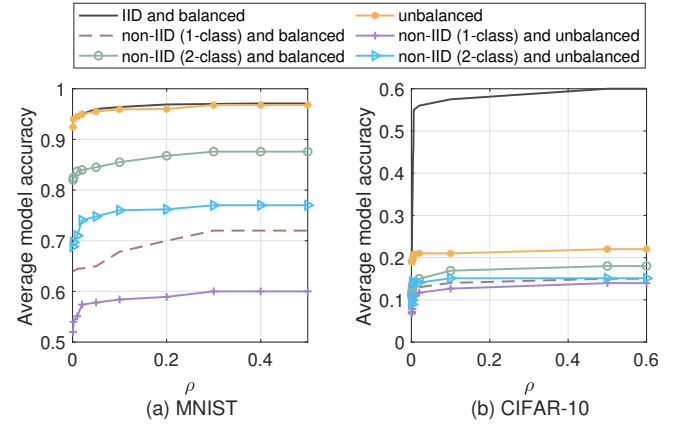 IID and balanced
unbalanced
non-IID (1-class) and balanced
non-IID (1-class) and unbalanced
non-IID (2-class) and balanced
non-IID (2-class) and unbalanced
Average model accuracy
1
0.9
0.8
0.7
0.6
0.5
0
0.2
0.4
ρ
(a) MNIST
Average model accuracy
0.6
0.5
0.4
0.3
0.2
0.1
0
0
0.2
0.4
0.6
ρ
(b) CIFAR-10